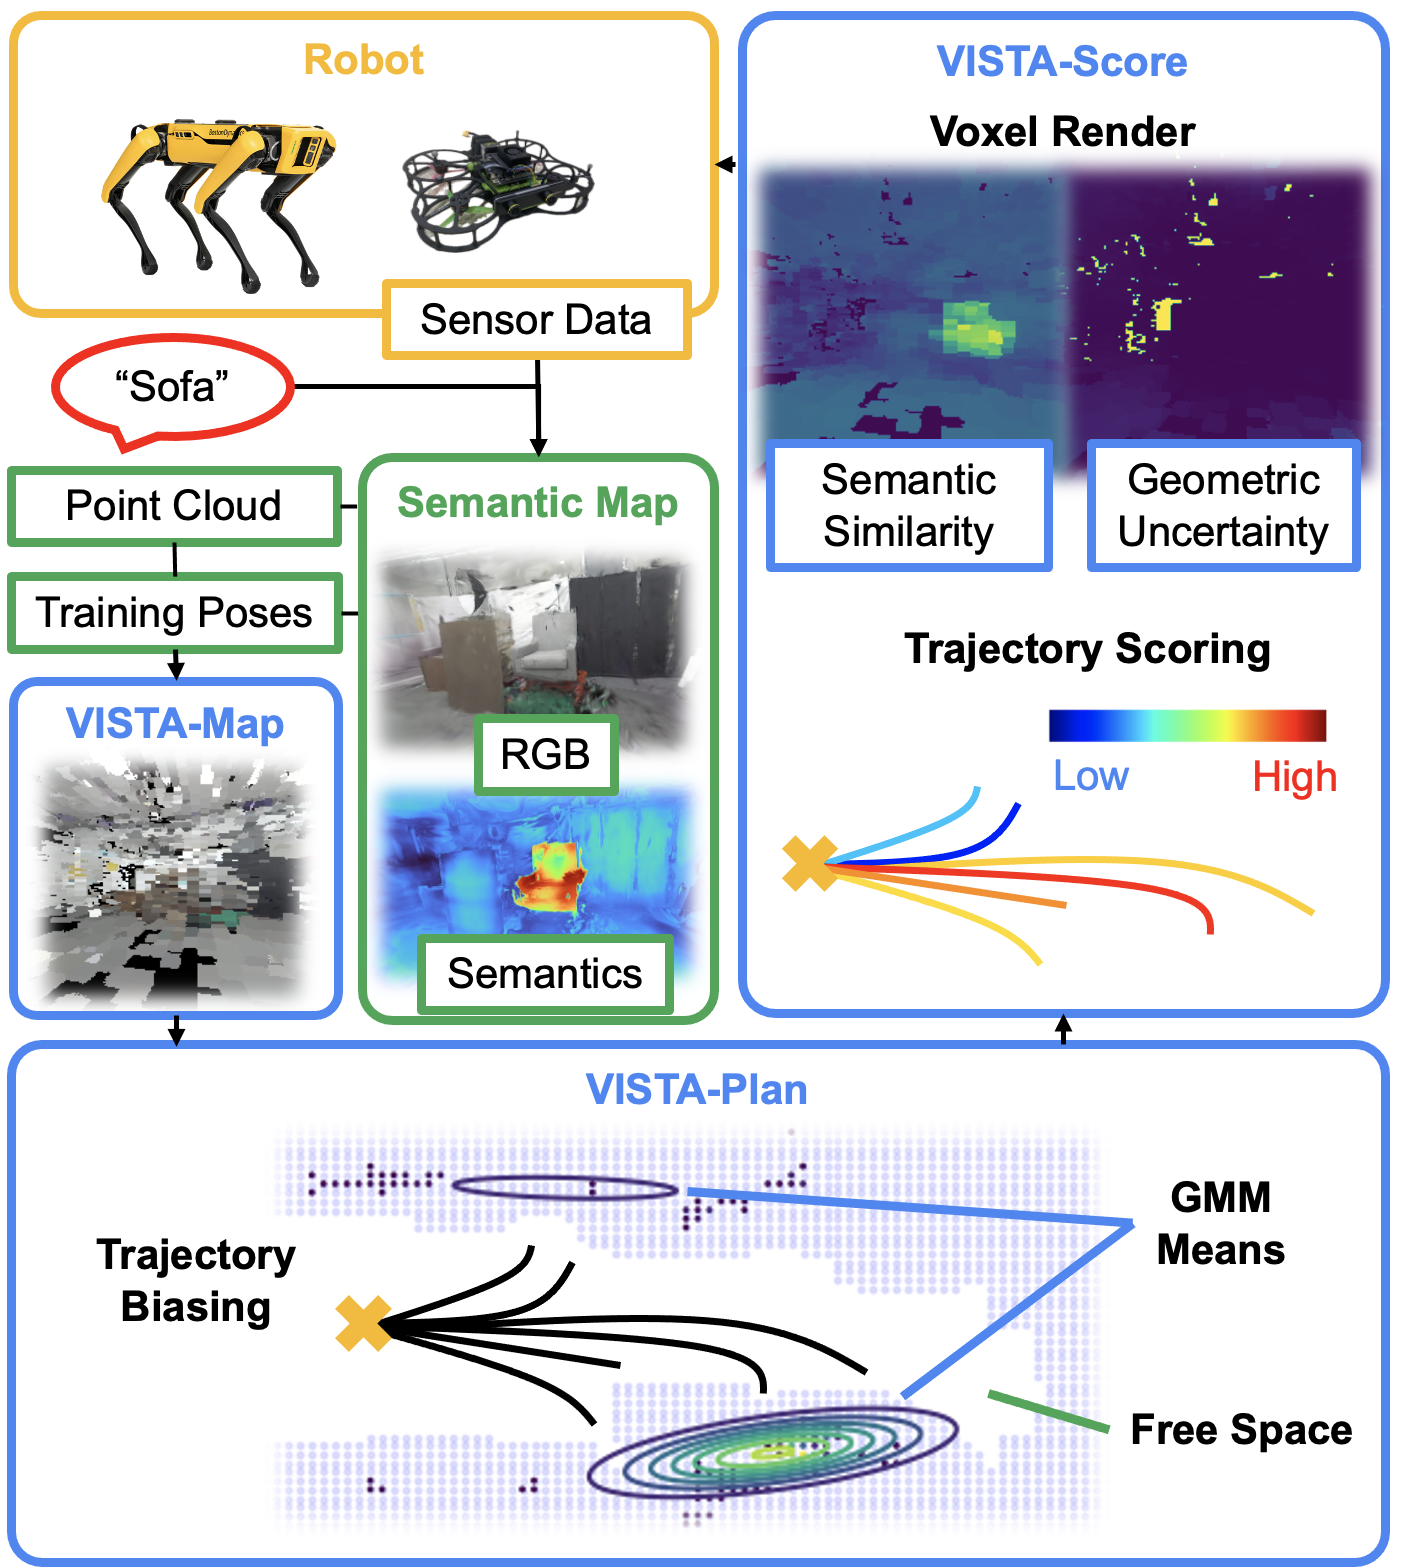 Robot
BostonDynamics
Sensor Data
“Sofa”
Point Cloud
Training Poses
Semantic Map
RGB
Semantics
VISTA-Map
VISTA-Score
Voxel Render
Semantic
Similarity
Geometric
Uncertainty
Trajectory Scoring
Low
High
VISTA-Plan
Trajectory
Biasing
GMM
Means
Free Space